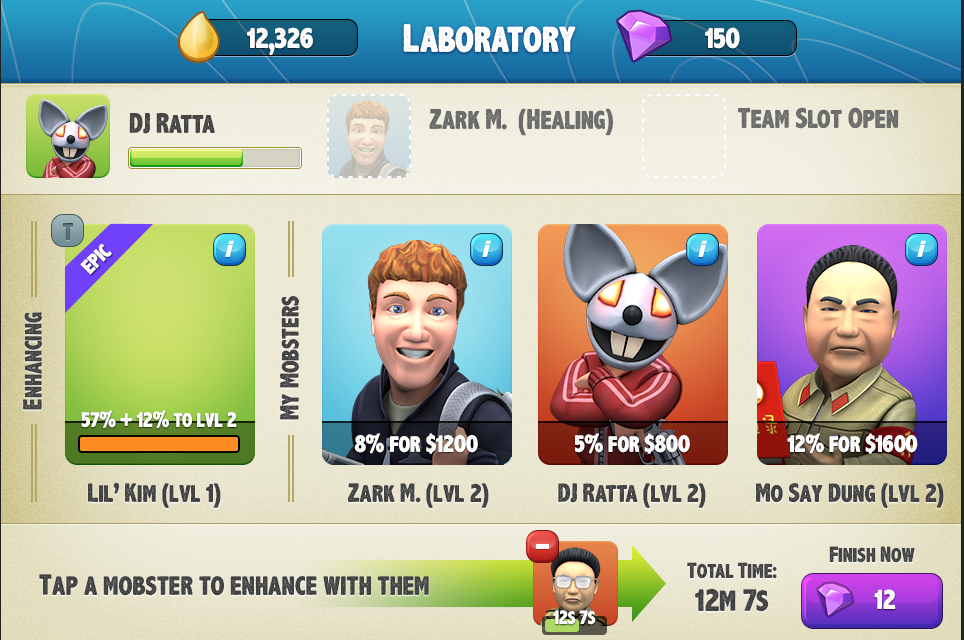 12,326
LABORATORY
150
DJ RATTA
ZARK M. (HEALING)
TEAM SLOT OPEN
T
EPIC
i
i
i
i
ENHANCING
MY MOBSTERS
57% + 12% TO LVL 2
8% FOR $1200
5% FOR $800
12% FOR $1600
LIL' KIM (LVL 1)
ZARK M. (LVL 2)
DJ RATTA (LVL 2)
MO SAY DUNG (LVL 2)
TAP A MOBSTER TO ENHANCE WITH THEM
12S 7S
TOTAL TIME:
12M 7S
FINISH NOW
12